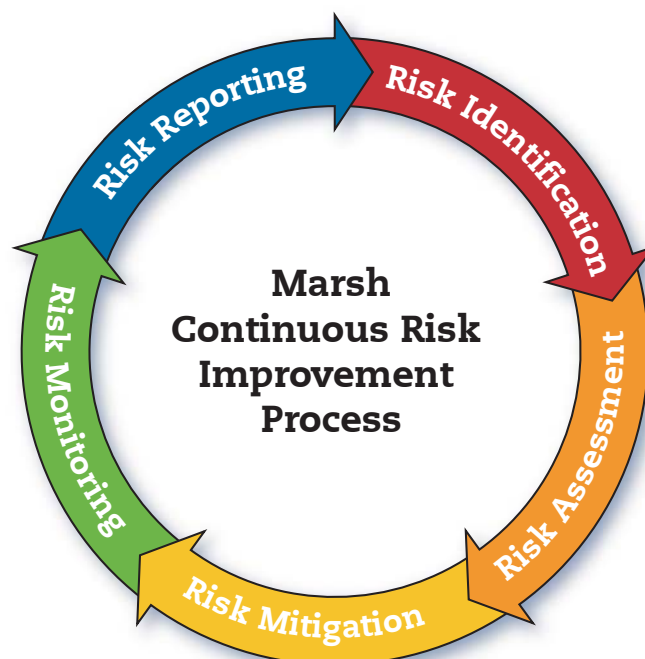 Marsh
Continuous Risk
Improvement
Process
Risk Identification
Risk Assessment
Risk Mitigation
Risk Monitoring
Risk Reporting